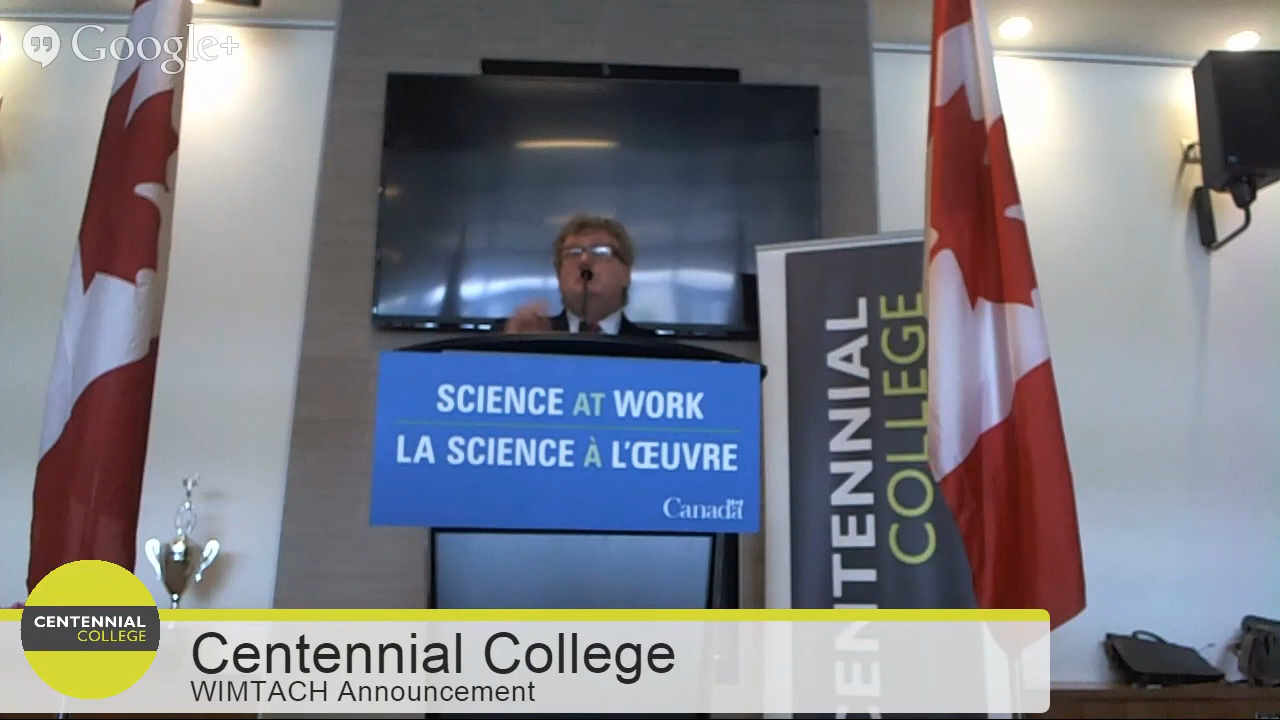 Google+
SCIENCE AT WORK
LA SCIENCE À L'ŒUVRE
Canada
CENTENNIAL
COLLEGE
CENTENNIAL
COLLEGE
Centennial College
WIMTACH Announcement